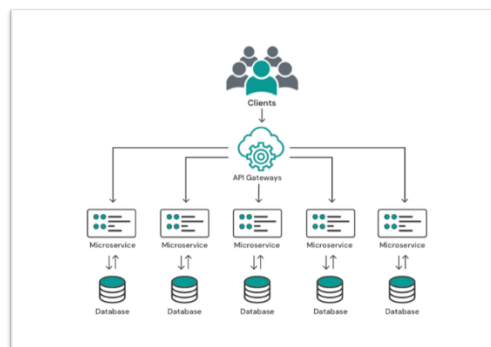 Clients
API Gateways
Microservice Microservice Microservice Microservice Microservice
Database Database Database Database Database